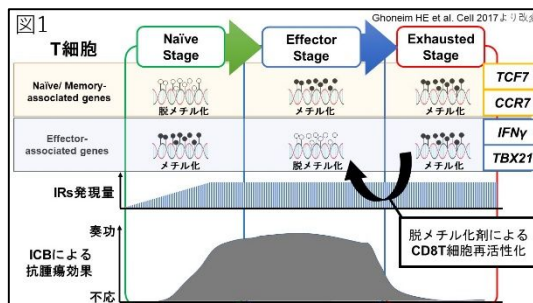 図1
Ghoneim HE et al. Cell 2017より改変
T細胞
Naïve
Stage
Effector
Stage
Exhausted
Stage
Naïve/ Memory-
associated genes
脱メチル化
メチル化
メチル化
TCF7
CCR7
Effector-
associated genes
メチル化
脱メチル化
メチル化
IFNγ
TBX21
IRs発現量
奏功
ICBによる
抗腫瘍効果
不応
脱メチル化剤による
CD8T細胞再活性化